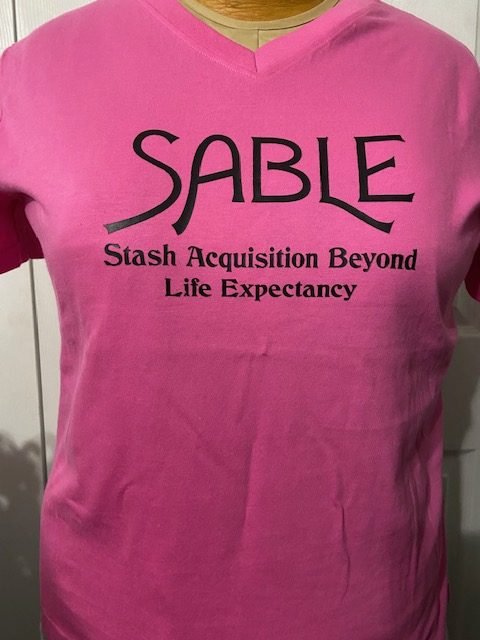 SABLE
Stash Acquisition Beyond
Life Expectancy